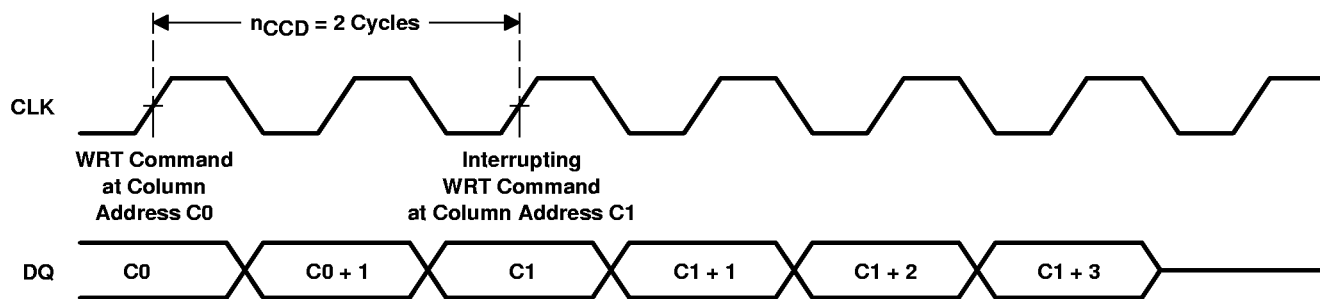 nCCD = 2 Cycles
CLK
WRT Command
at Column
Address C0
Interrupting
WRT Command
at Column Address C1
DQ
C0
C0 + 1
C1
C1 + 1
C1 + 2
C1 + 3